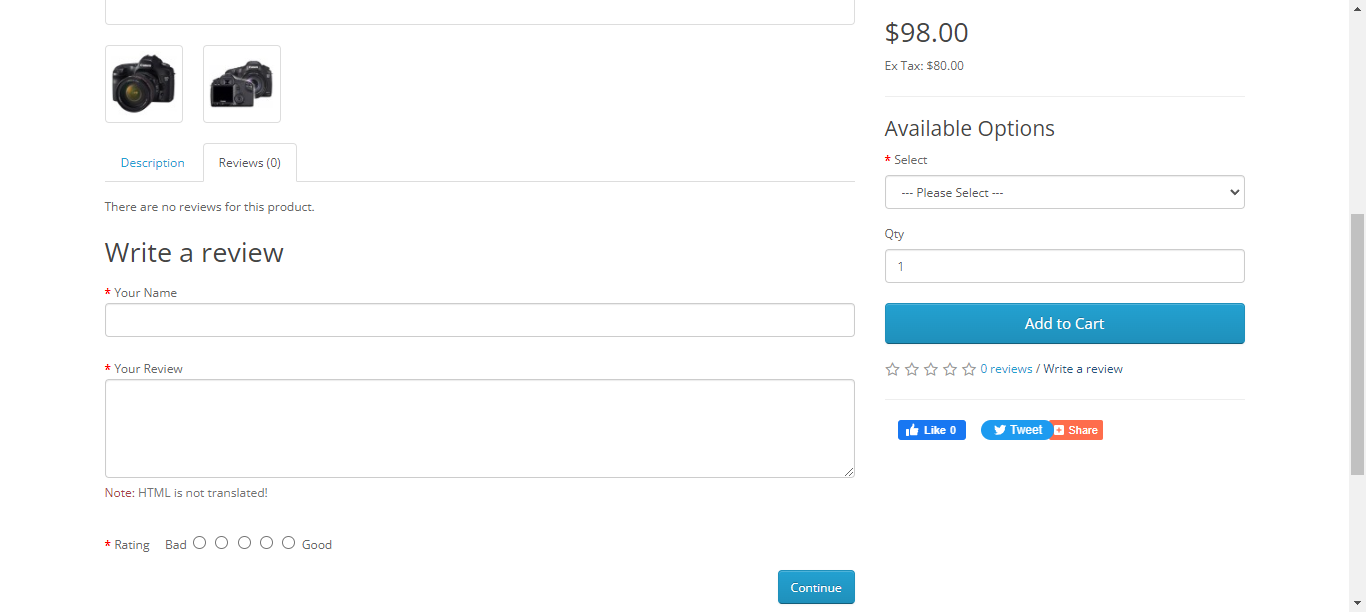 Description
Reviews (0)
There are no reviews for this product.
Write a review
* Your Name
* Your Review
Note: HTML is not translated!
* Rating Bad Good
Continue
$98.00
Ex Tax: $80.00
Available Options
* Select
--- Please Select ---
Qty
1
Add to Cart
0 reviews / Write a review
Like 0
Tweet
Share